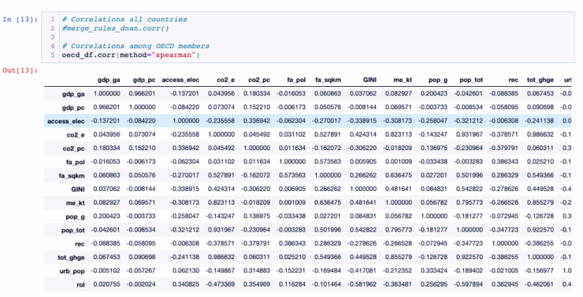 In [13]:
1 # Correlations all countries
2 #merge_rules_dnan.corr()
3
4 # Correlations among OECD members
5 oecd_df.corr(method="spearman")
Out[13]:
gdp_ga gdp_pc access_elec co2_e co2_pc fa_pol fa_sqkm GINI me_kt pop_g pop_tot rec tot_ghge
gdp_ga 1.000000 0.966201 -0.137201 0.043956 0.180334 -0.016053 0.060863 0.037062 0.082927 0.200423 -0.042601 -0.088385 0.067453 -0.0
gdp_pc 0.966201 1.000000 -0.084220 0.073074 0.152210 -0.006173 0.050576 -0.008144 0.069571 -0.003733 -0.008534 -0.058095 0.090698 -0.0
access_elec -0.137201 -0.084220 1.000000 -0.235558 0.336942 -0.062304 -0.270017 -0.338915 -0.308173 -0.258047 -0.321212 -0.006308 -0.241138 0.0
co2_e 0.043956 0.073074 -0.235558 1.000000 0.045492 0.031102 0.527891 0.424314 0.823113 -0.143247 0.931967 -0.378571 0.986632 -0.1
co2_pc 0.180334 0.152210 0.336942 0.045492 1.000000 0.011634 -0.162072 -0.306220 -0.018209 0.136975 -0.230964 -0.379791 0.060311 0.3
fa_pol -0.016053 -0.006173 -0.062304 0.031102 0.011634 1.000000 0.573563 0.005905 0.001009 -0.033438 -0.003283 0.386343 0.025210 -0.1
fa_sqkm 0.060863 0.050576 -0.270017 0.527891 -0.162072 0.573563 1.000000 0.266262 0.636475 0.027201 0.501996 0.286329 0.549366 -0.1
GINI 0.037062 -0.008144 -0.338915 0.424314 -0.306220 0.005905 0.266262 1.000000 0.481641 0.084831 0.542822 -0.278626 0.449528 -0.4
me_kt 0.082927 0.069571 -0.308173 0.823113 -0.018209 0.001009 0.636475 0.481641 1.000000 0.056782 0.795773 -0.266528 0.855279 -0.2
pop_g 0.200423 -0.003733 -0.258047 -0.143247 0.136975 -0.033438 0.027201 0.084831 0.056782 1.000000 -0.181277 -0.072945 -0.126728 0.3
pop_tot -0.042601 -0.008534 -0.321212 0.931967 -0.230964 -0.003283 0.501996 0.542822 0.795773 -0.181277 1.000000 -0.347723 0.922570 -0.1
rec -0.088385 -0.058095 -0.006308 -0.378571 -0.379791 0.386343 0.286329 -0.278626 -0.266528 -0.072945 -0.347723 1.000000 -0.386255 -0.0
tot_ghge 0.067453 0.090698 -0.241138 0.986632 0.060311 0.025210 0.549366 0.449528 0.855279 -0.126728 0.922570 -0.386255 1.000000 -0.1
urb_pop -0.005102 -0.057267 0.062130 -0.149867 0.314883 -0.152231 -0.169484 -0.417081 -0.212352 0.333424 -0.189402 -0.021005 -0.156977 1.0
rol 0.020755 -0.002024 0.340825 -0.473369 0.354969 0.116284 -0.101464 -0.581962 -0.363481 0.256295 -0.597894 0.362945 -0.462061 0.4